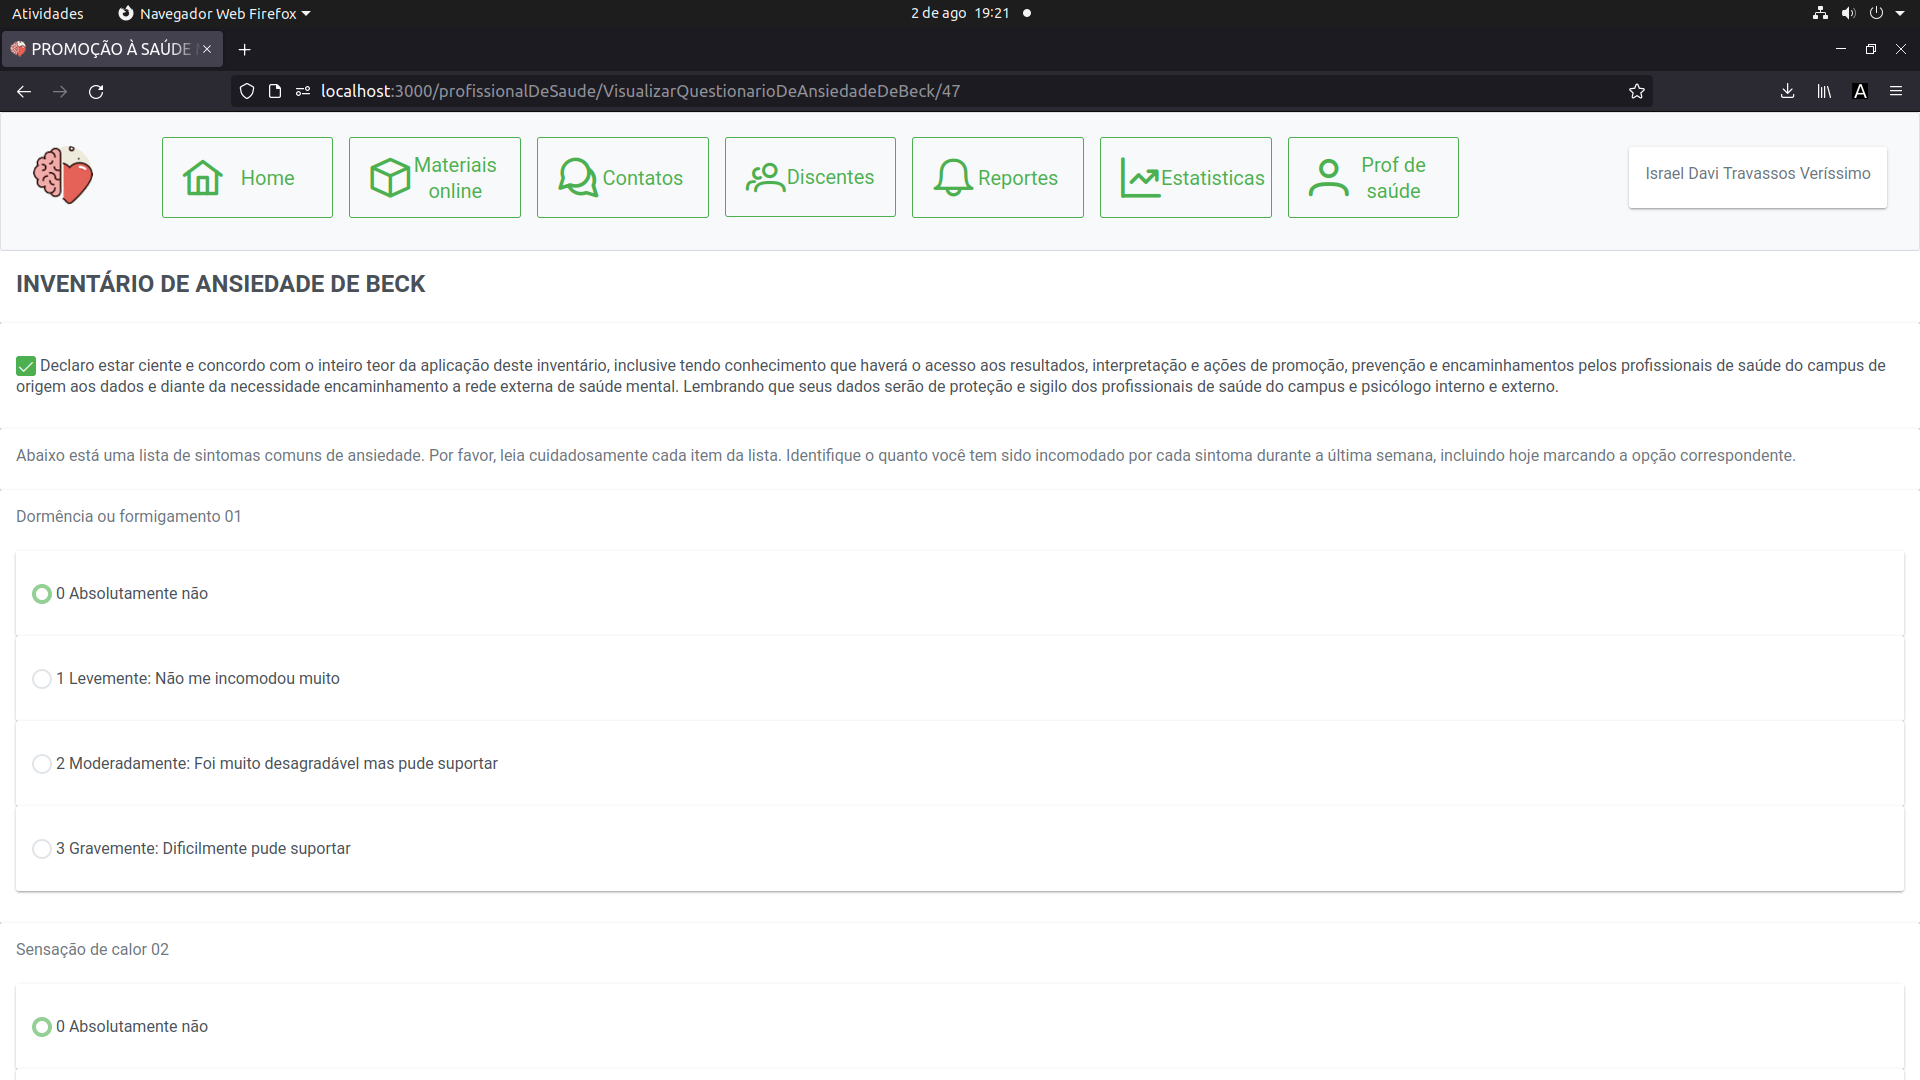 Atividades
Navegador Web Firefox
2 de ago 19:21
PROMOÇÃO À SAÚDE
localhost:3000/profissionalDeSaude/VisualizarQuestionarioDeAnsiedadeDeBeck/47
Home
Materiais
online
Contatos
Discentes
Reportes
Estatisticas
Prof de
saúde
Israel Davi Travassos Veríssimo
INVENTÁRIO DE ANSIEDADE DE BECK
Declaro estar ciente e concordo com o inteiro teor da aplicação deste inventário, inclusive tendo conhecimento que haverá o acesso aos resultados, interpretação e ações de promoção, prevenção e encaminhamentos pelos profissionais de saúde do campus de
origem aos dados e diante da necessidade encaminhamento a rede externa de saúde mental. Lembrando que seus dados serão de proteção e sigilo dos profissionais de saúde do campus e psicólogo interno e externo.
Abaixo está uma lista de sintomas comuns de ansiedade. Por favor, leia cuidadosamente cada item da lista. Identifique o quanto você tem sido incomodado por cada sintoma durante a última semana, incluindo hoje marcando a opção correspondente.
Dormência ou formigamento 01
0 Absolutamente não
1 Levemente: Não me incomodou muito
2 Moderadamente: Foi muito desagradável mas pude suportar
3 Gravemente: Dificilmente pude suportar
Sensação de calor 02
0 Absolutamente não